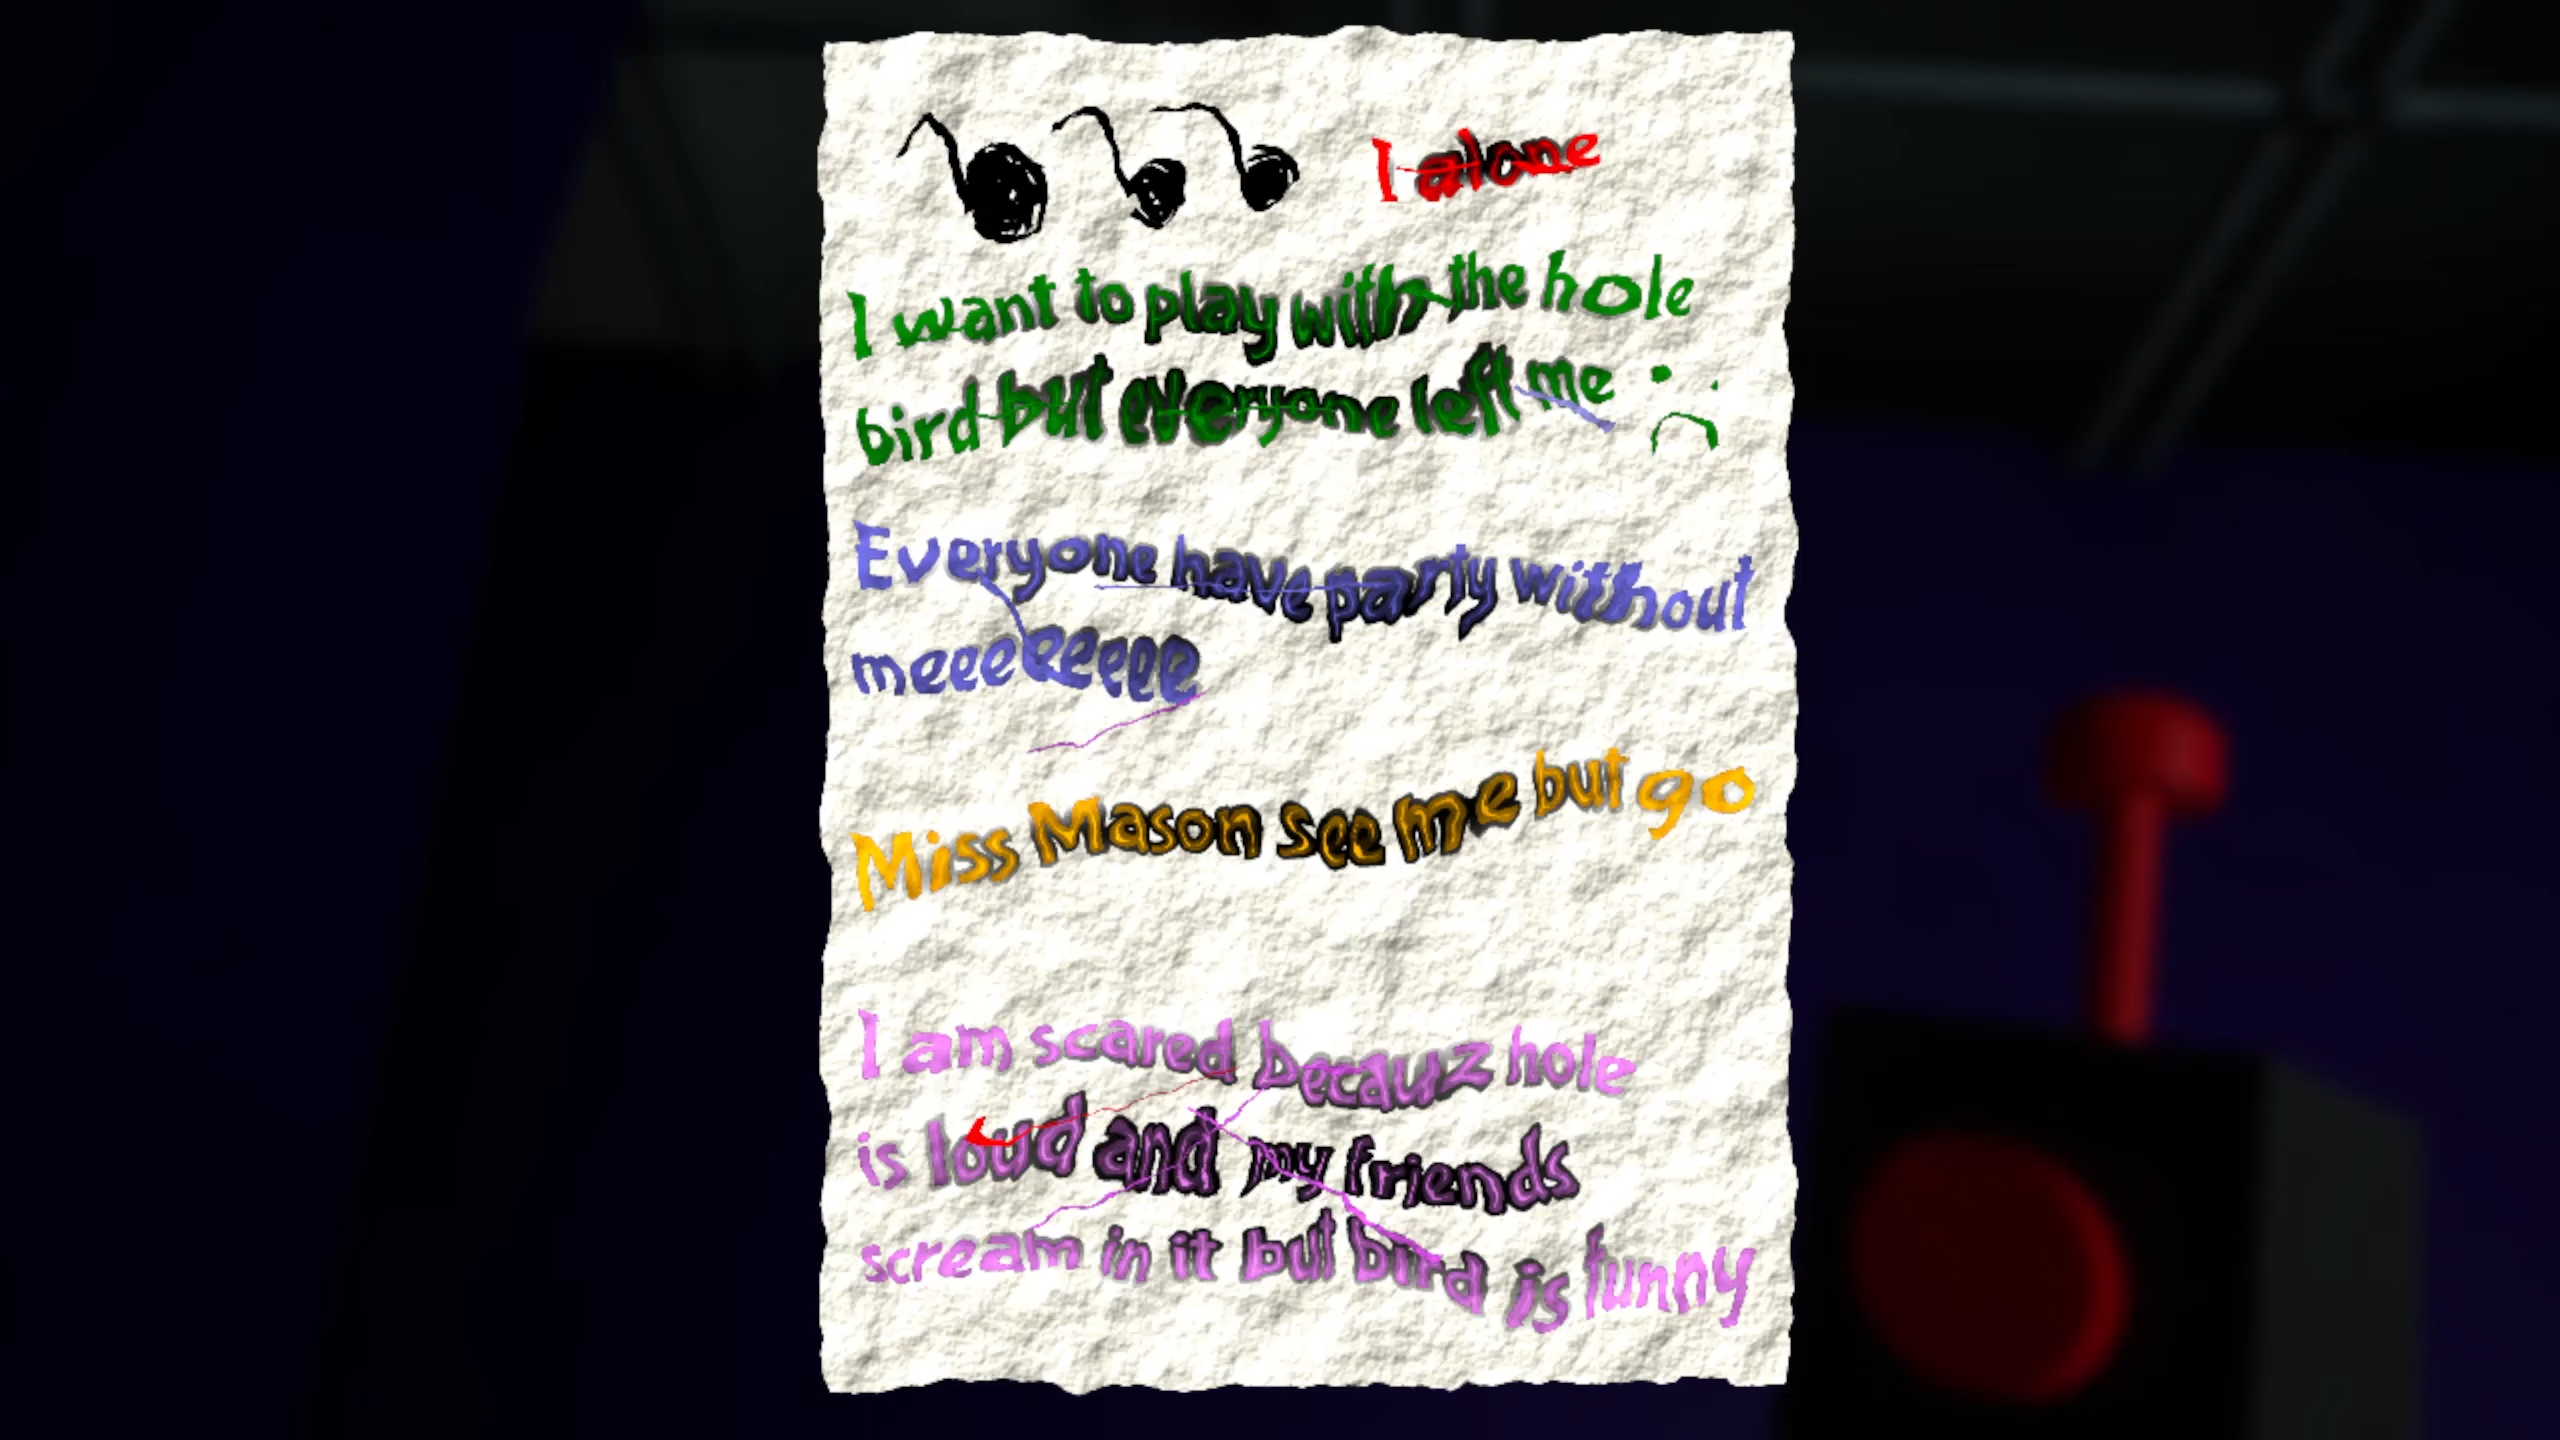 I alone
I want to play with the hole
bird but everyone left me :(
Everyone have party without
meeeeeeee
Miss Mason see me but go
I am scared becauz hole
is loud and my friends
scream in it but bird is funny